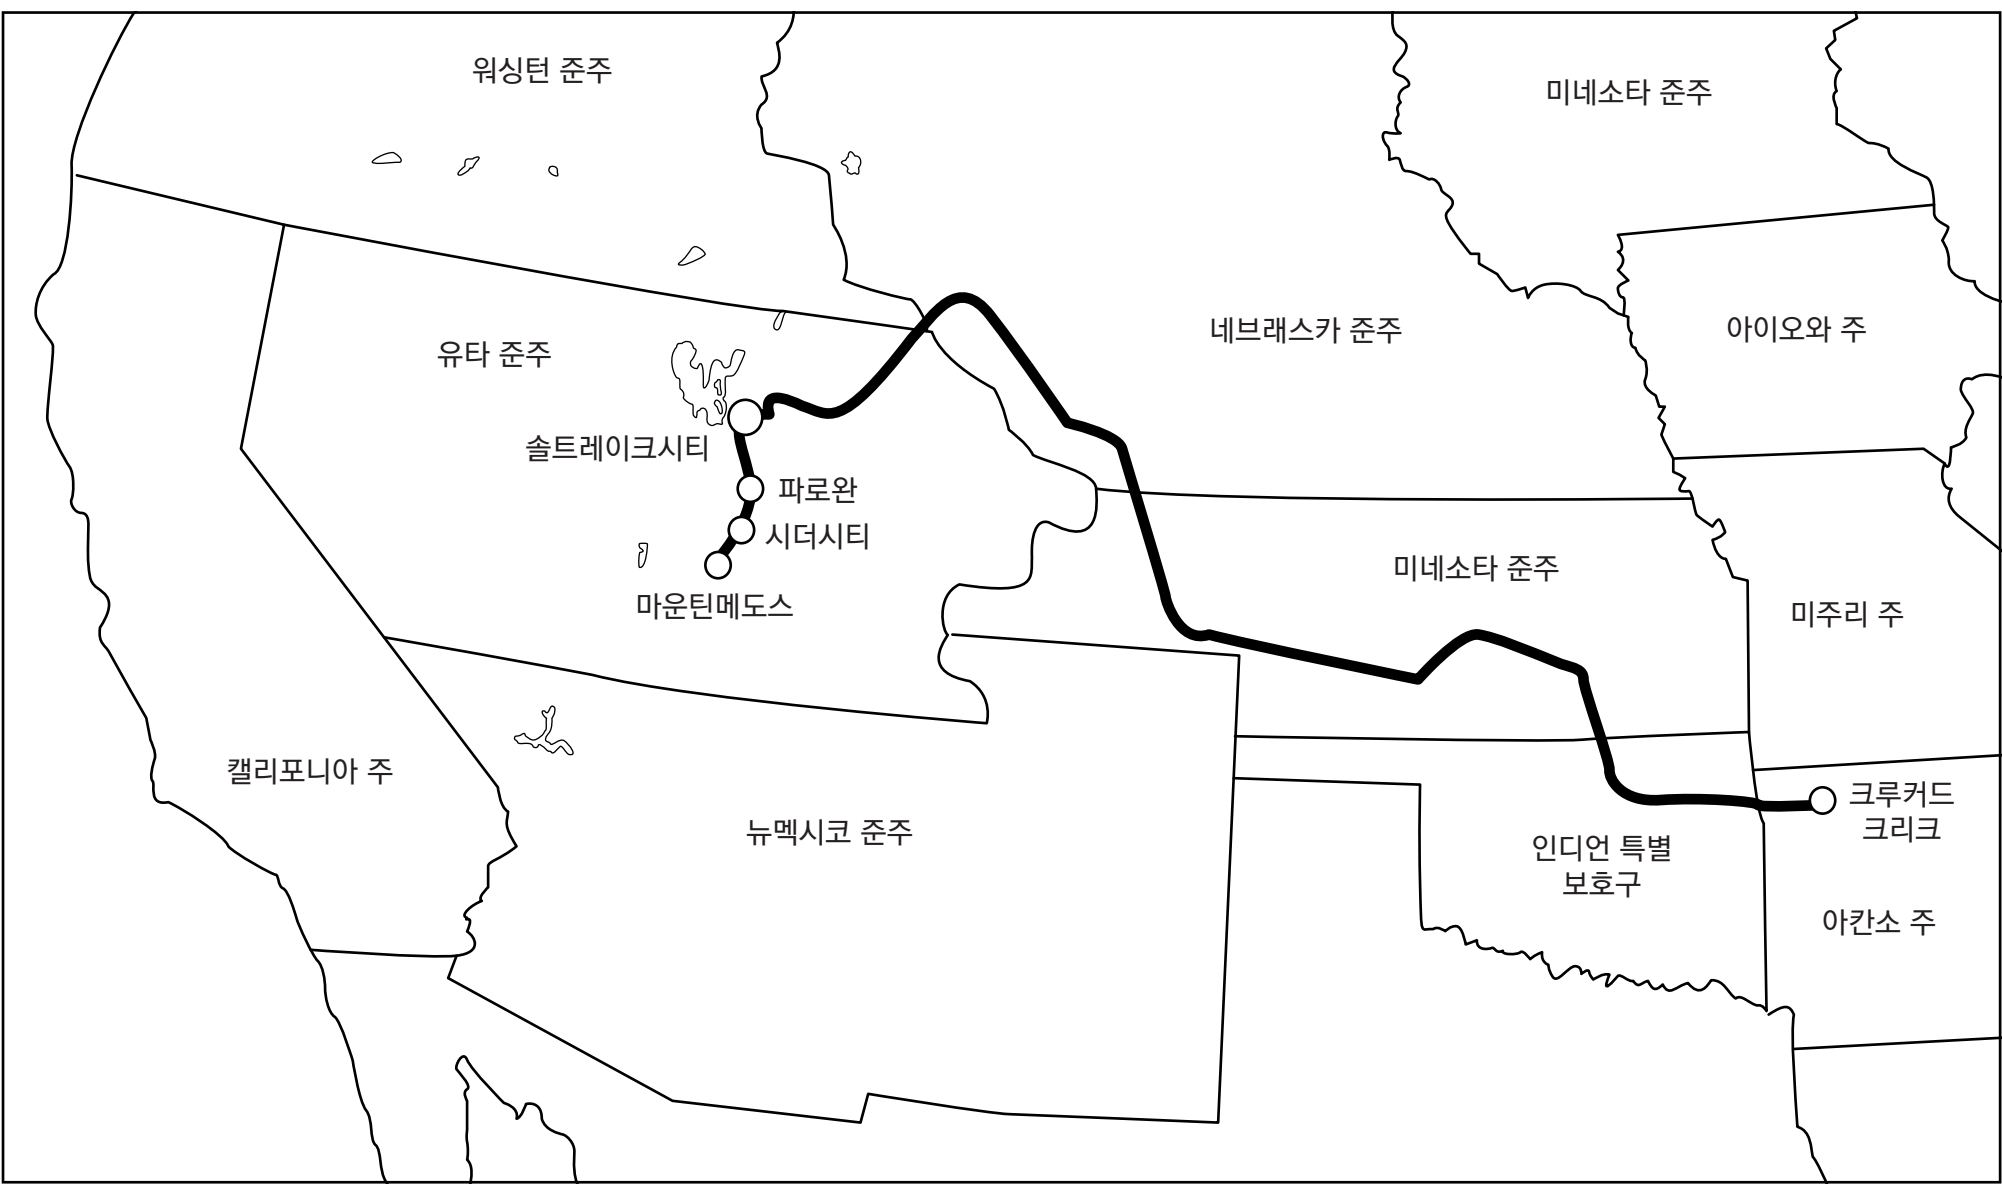 워싱턴 준주
미네소타 준주
네브래스카 준주
아이오와 주
유타 준주
솔트레이크시티
파로완
시더시티
마운틴메도스
미네소타 준주
미주리 주
캘리포니아 주
뉴멕시코 준주
크루커드
크리크
인디언 특별
보호구
아칸소 주